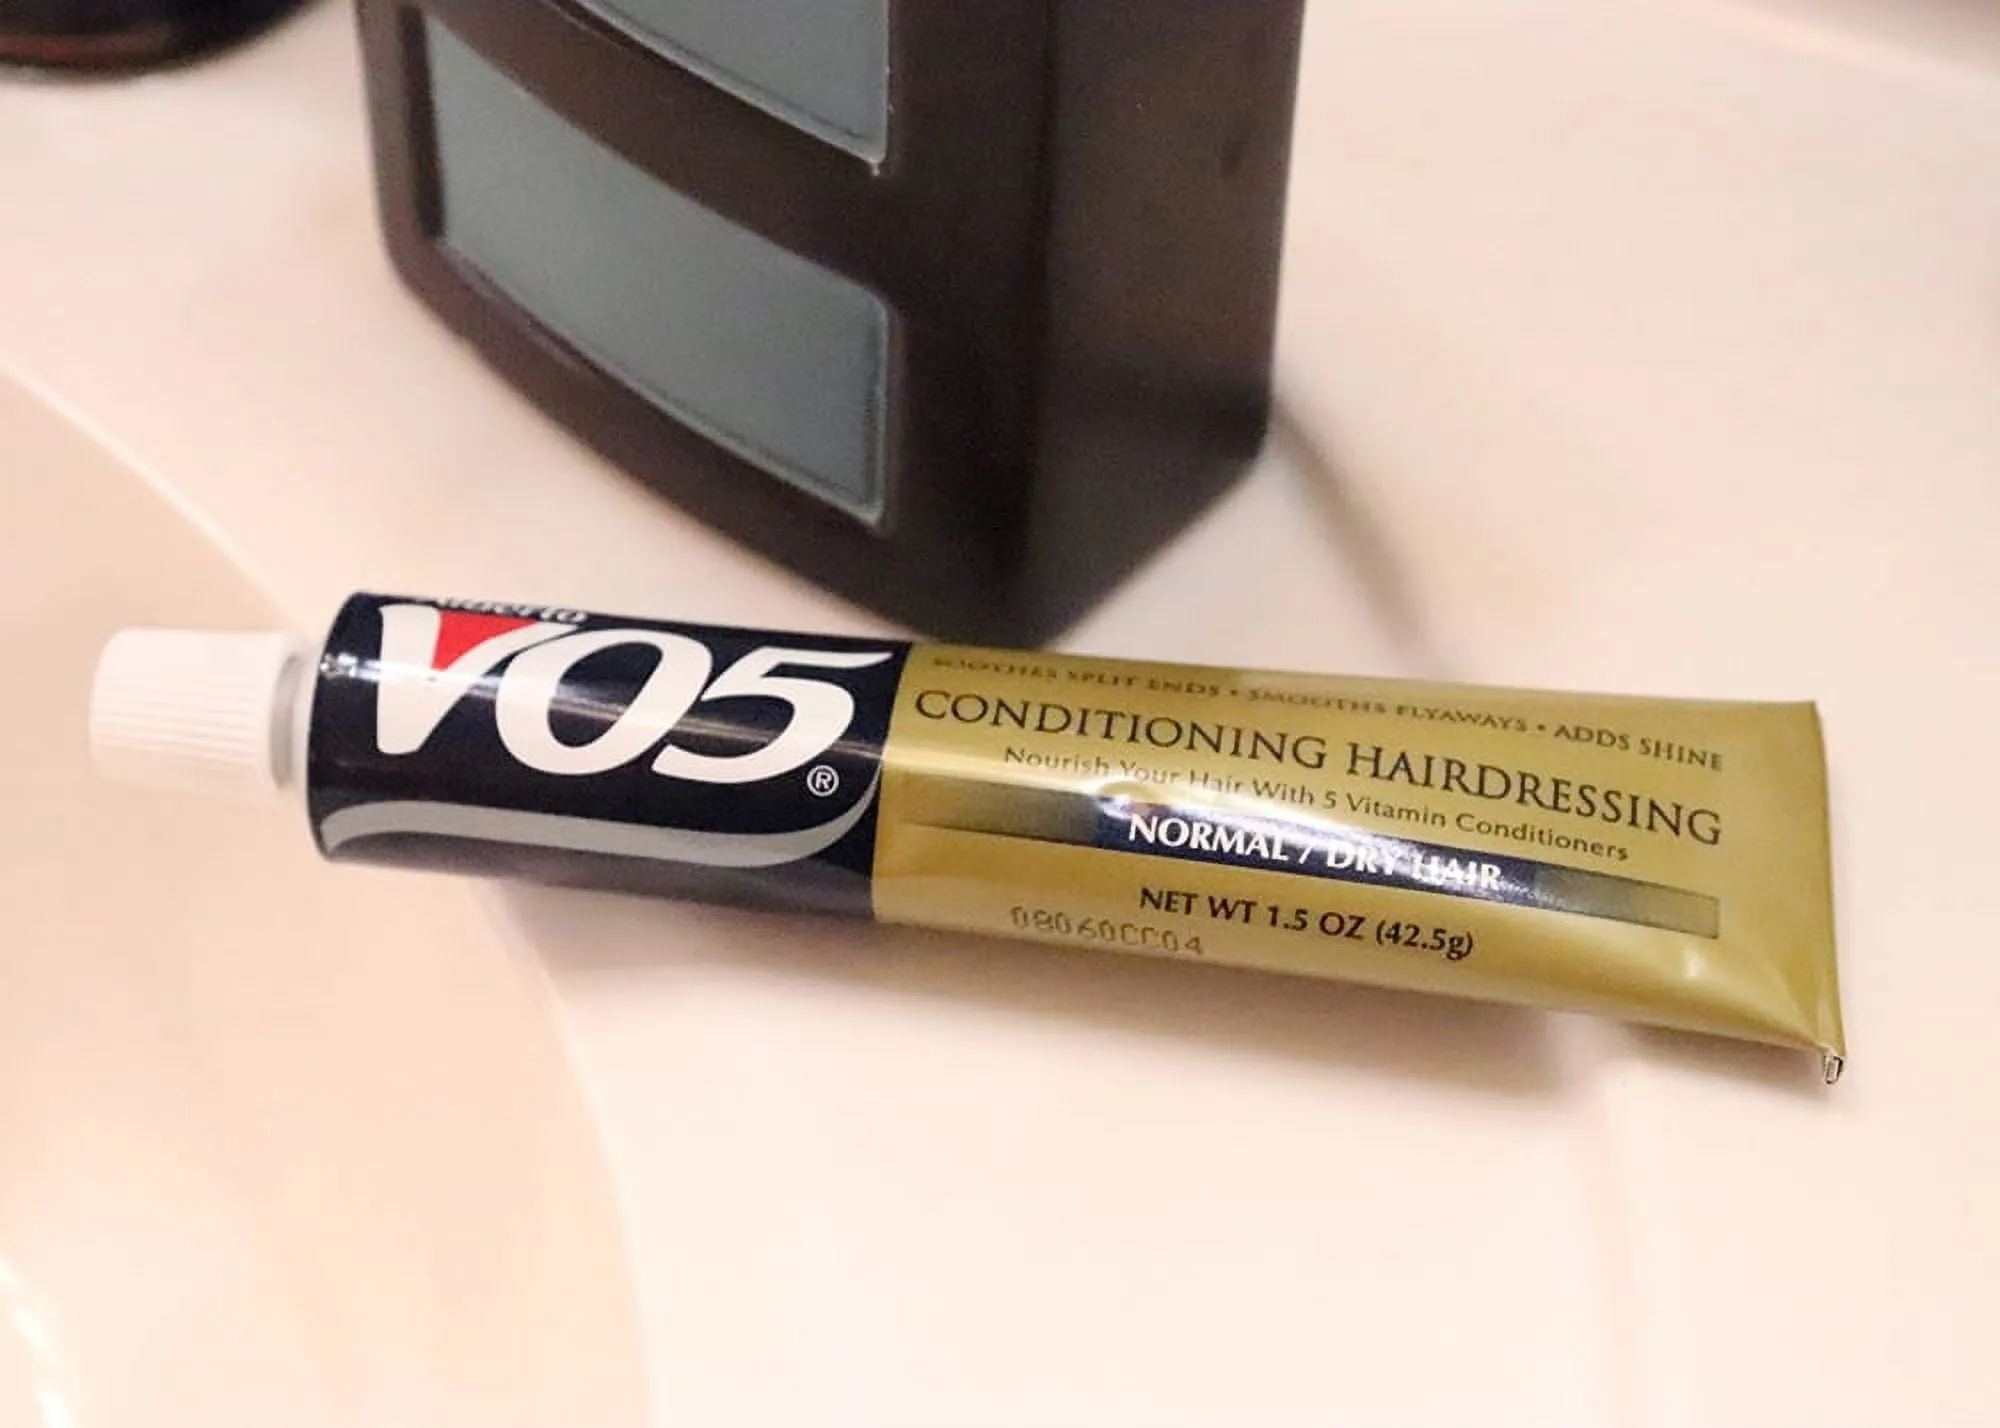 Alberto
VO5®
SOOTHES SPLIT ENDS • SMOOTHS FLYAWAYS • ADDS SHINE
CONDITIONING HAIRDRESSING
Nourish Your Hair With 5 Vitamin Conditioners
NORMAL / DRY HAIR
NET WT 1.5 OZ (42.5g)
08060CC04